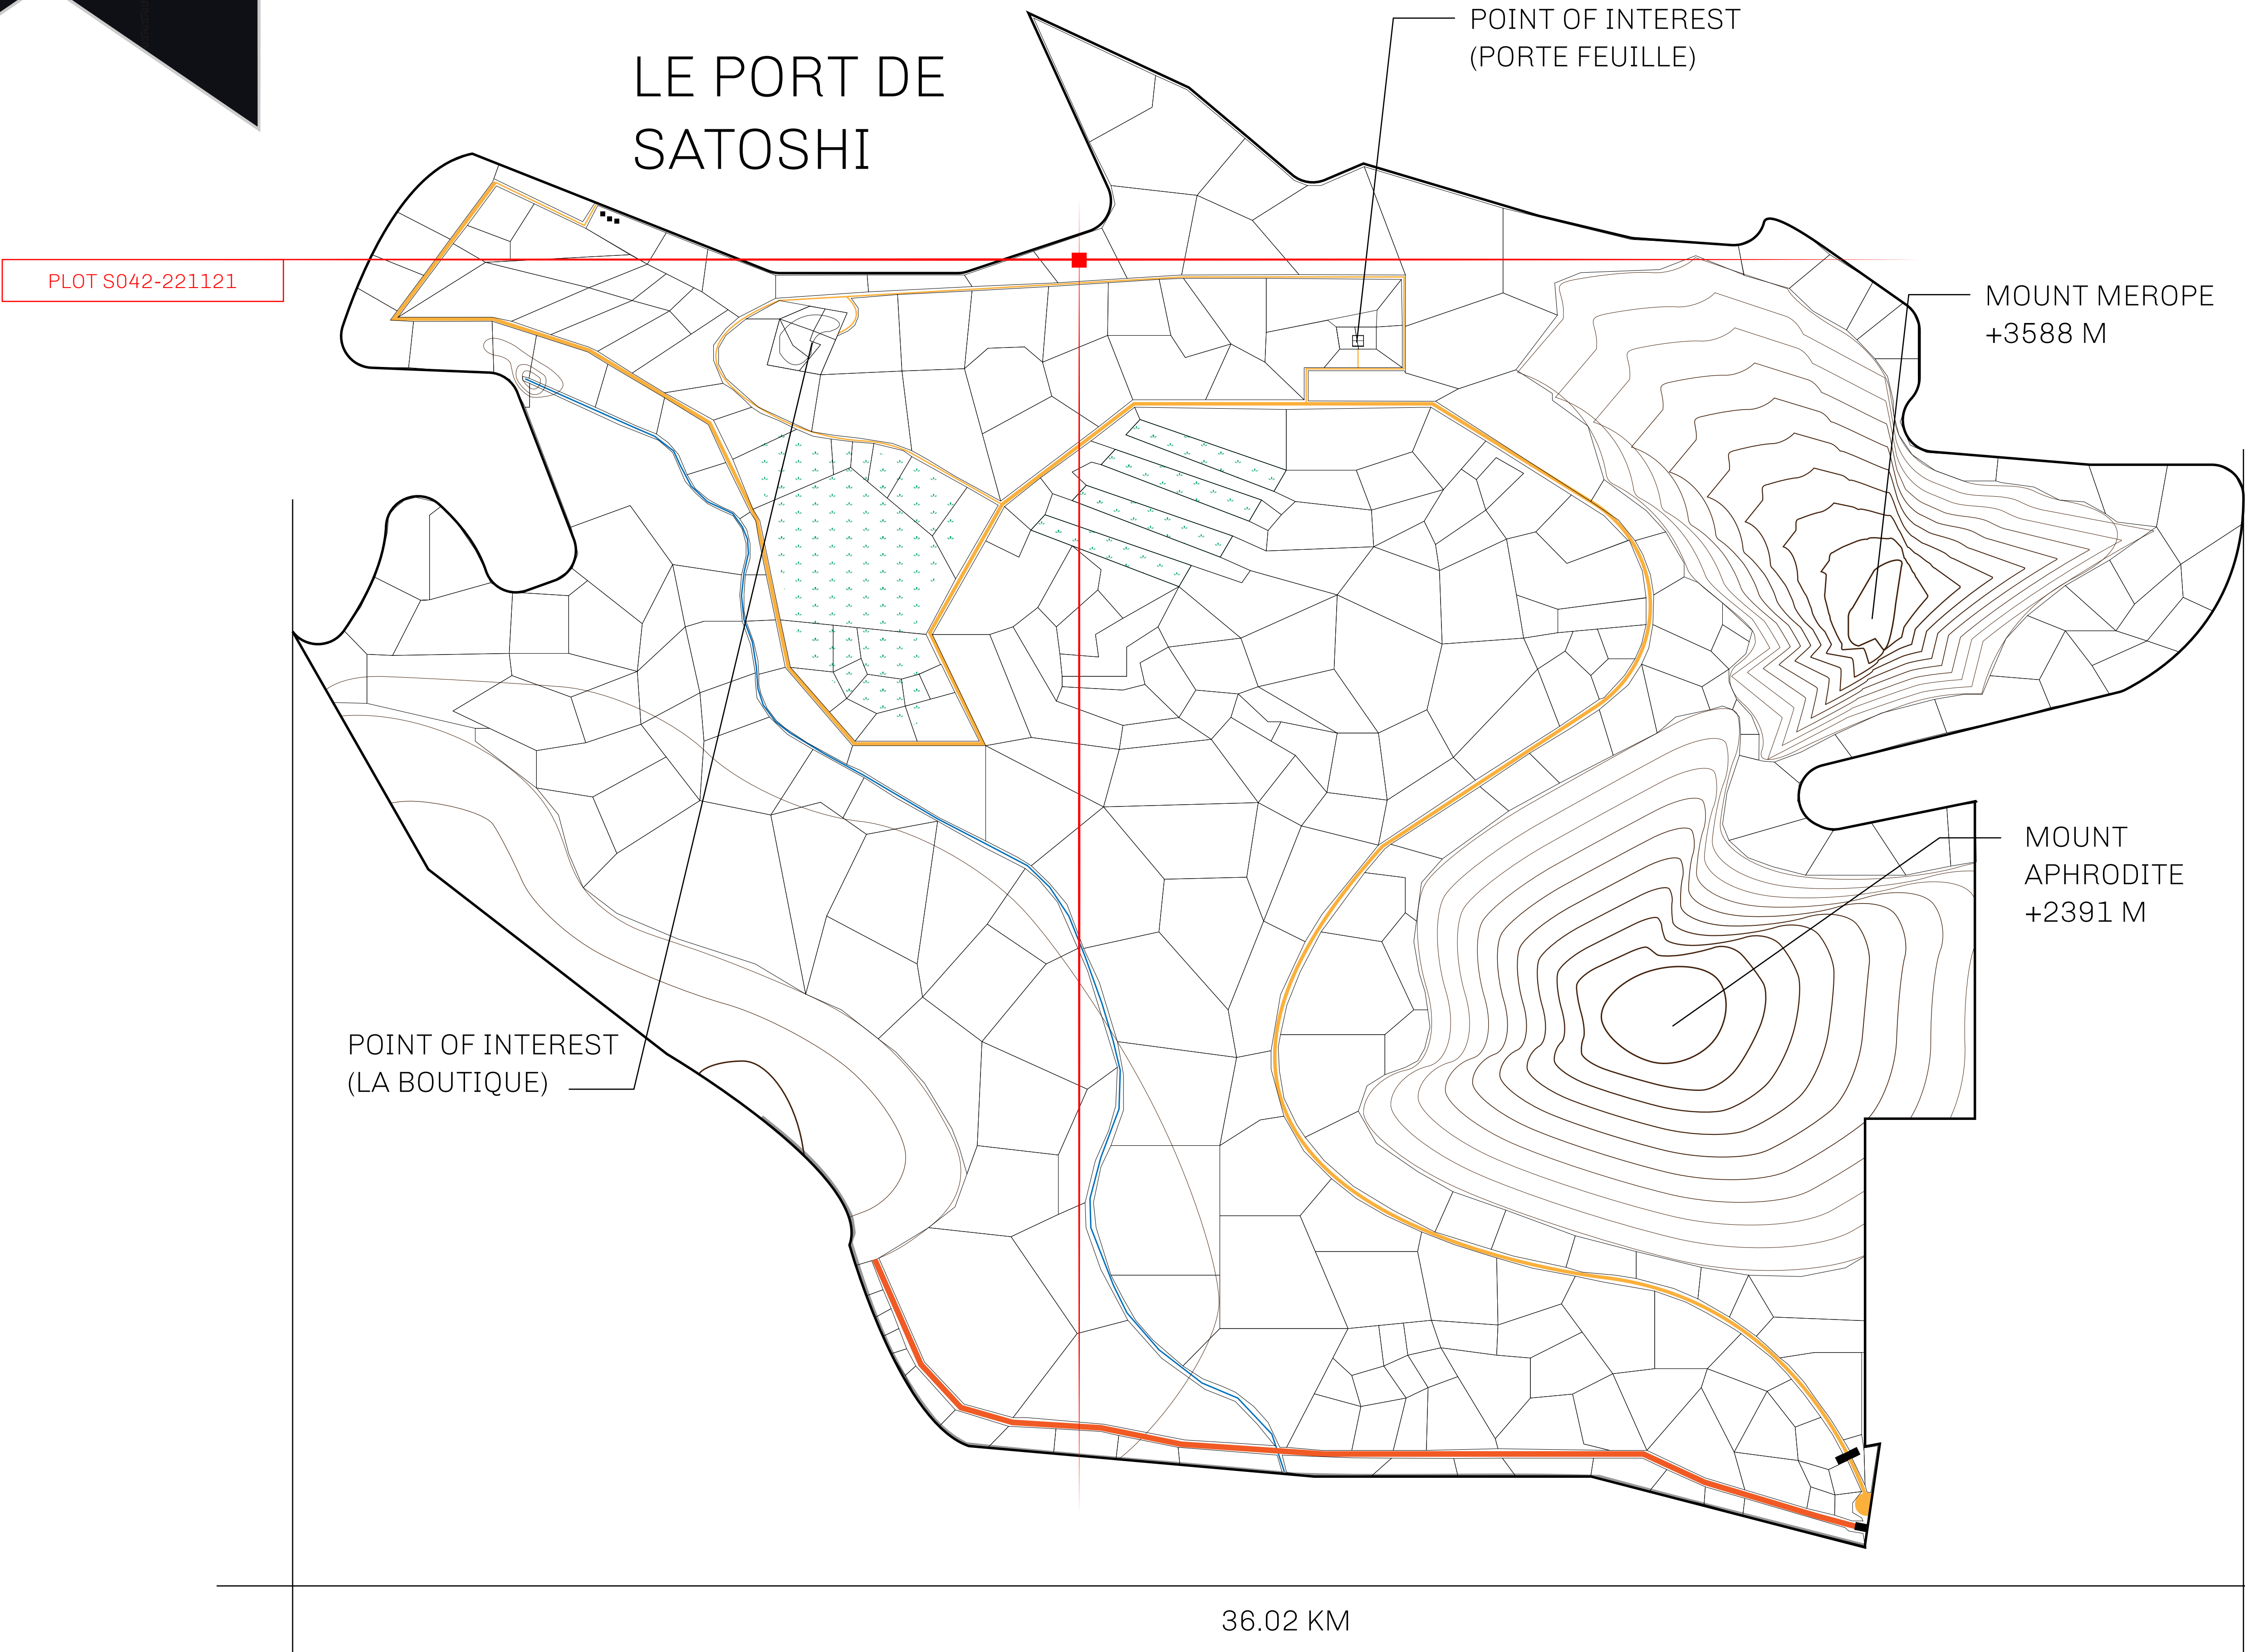 POINT OF INTEREST
(PORTE FEUILLE)
LE PORT DE
SATOSHI
PLOT S042-221121
MOUNT MEROPE
+3588 M
MOUNT
APHRODITE
+2391 M
POINT OF INTEREST
(LA BOUTIQUE)
36.02 KM